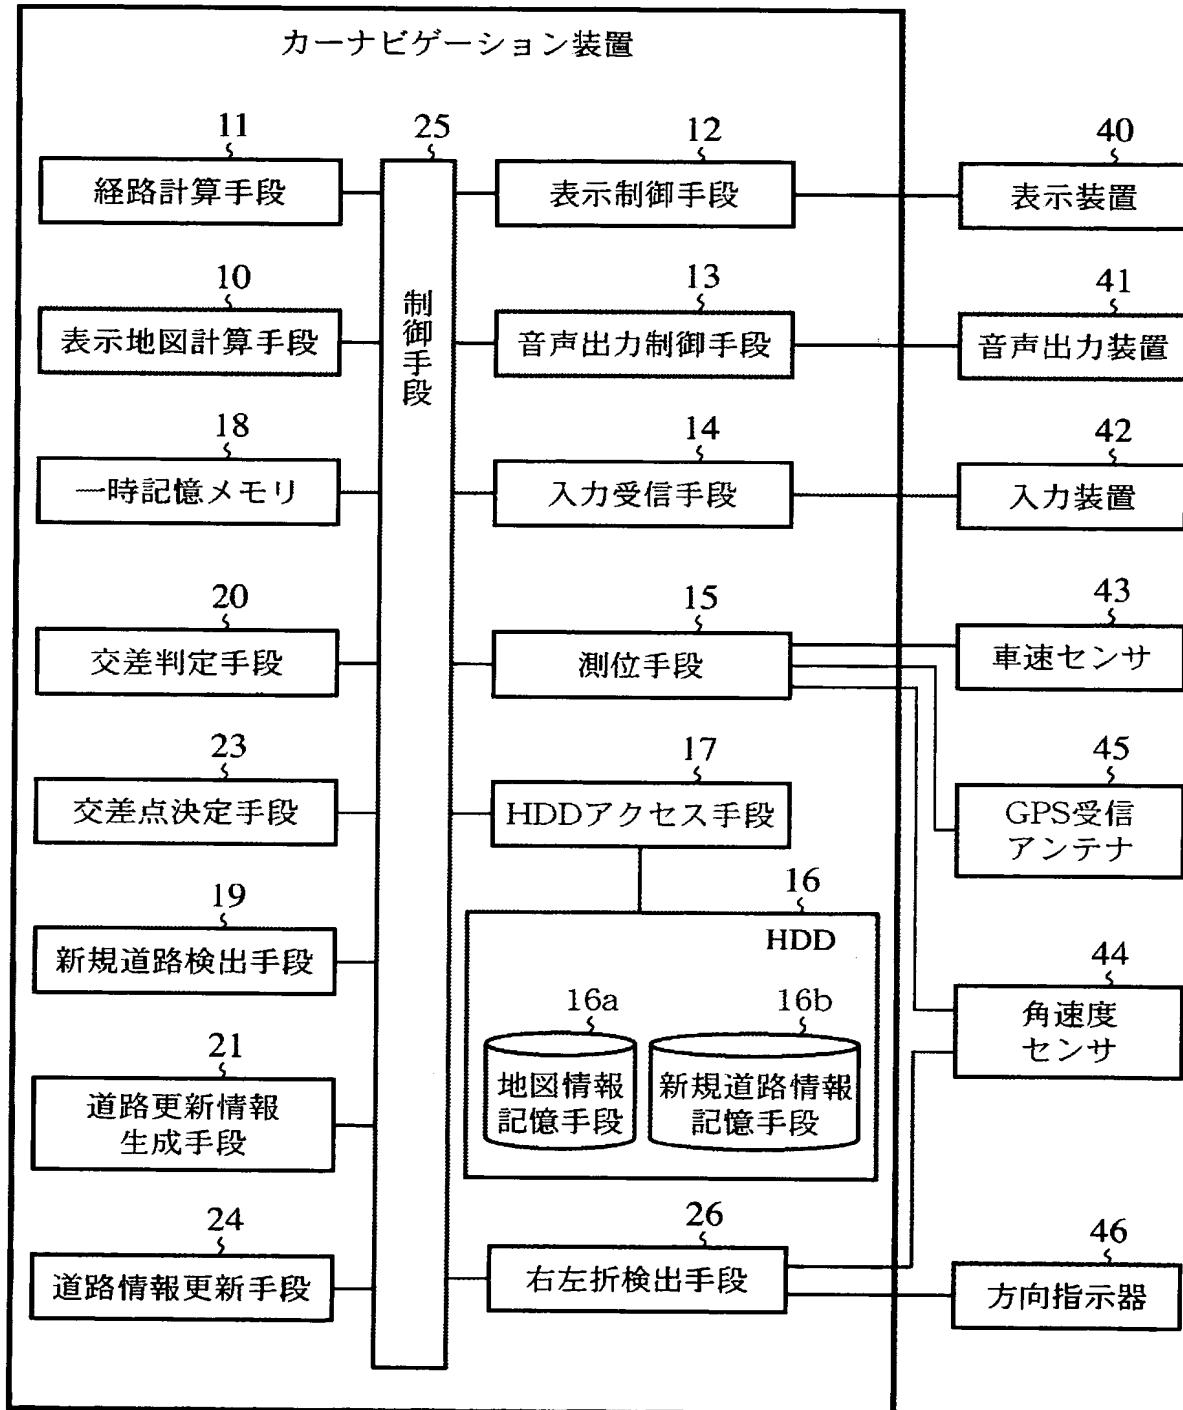 カーナビゲーション装置
11
25
12
40
経路計算手段
表示制御手段
表示装置
10
13
41
表示地図計算手段
制御手段
音声出力制御手段
音声出力装置
18
14
42
一時記憶メモリ
入力受信手段
入力装置
20
15
43
交差判定手段
測位手段
車速センサ
23
17
45
交差点決定手段
HDDアクセス手段
GPS受信
アンテナ
19
16
新規道路検出手段
HDD
44
角速度
センサ
16a
16b
地図情報
記憶手段
新規道路情報
記憶手段
21
道路更新情報
生成手段
24
26
46
道路情報更新手段
右左折検出手段
方向指示器